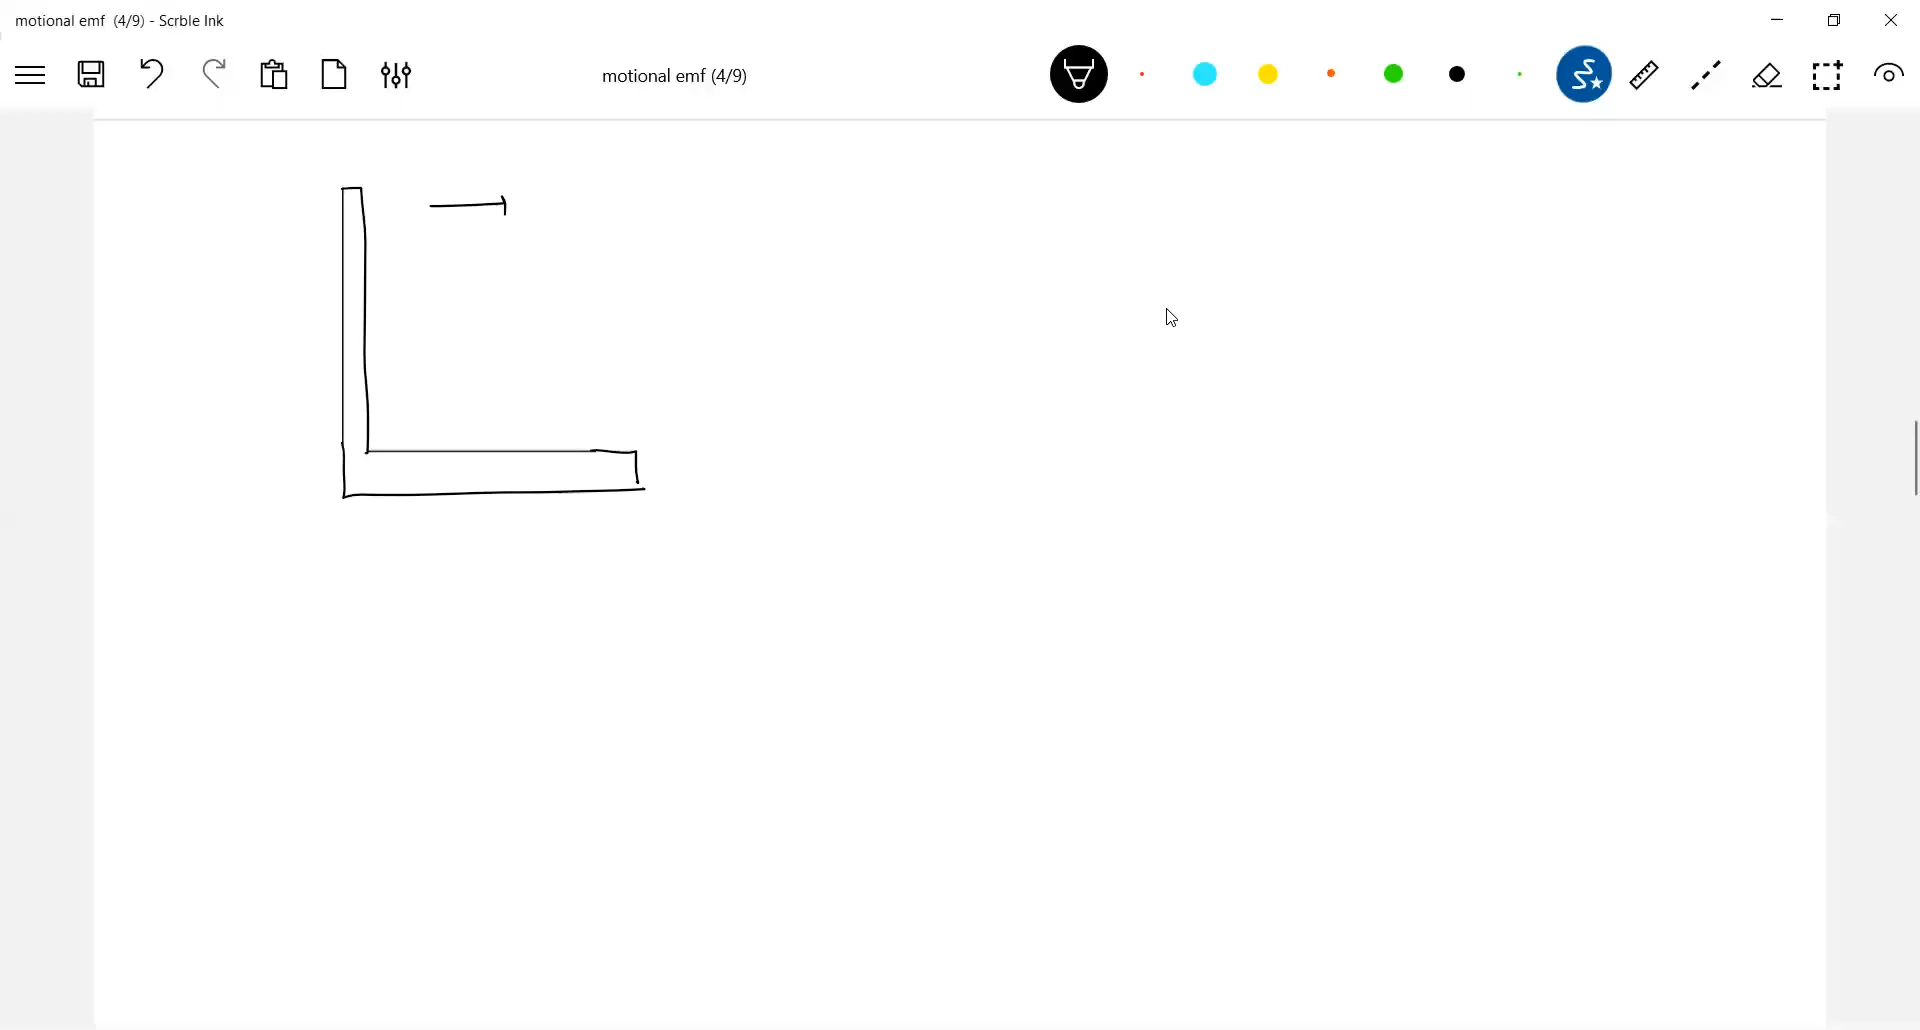 motional emf (4/9) - Scrble Ink
motional emf (4/9)